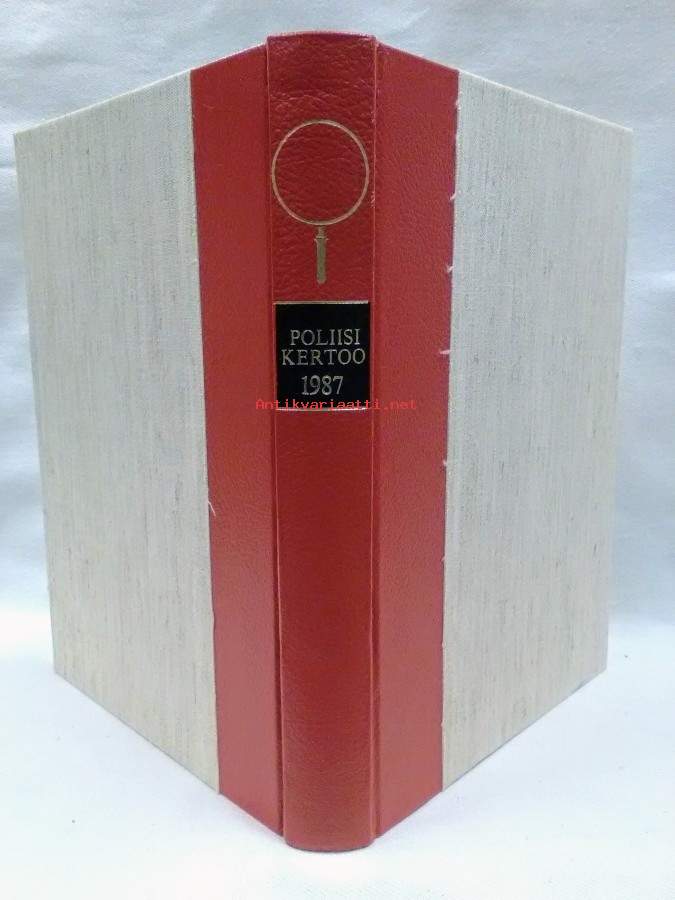 POLIISI
KERTOO
1987
Antikvariaatti.net